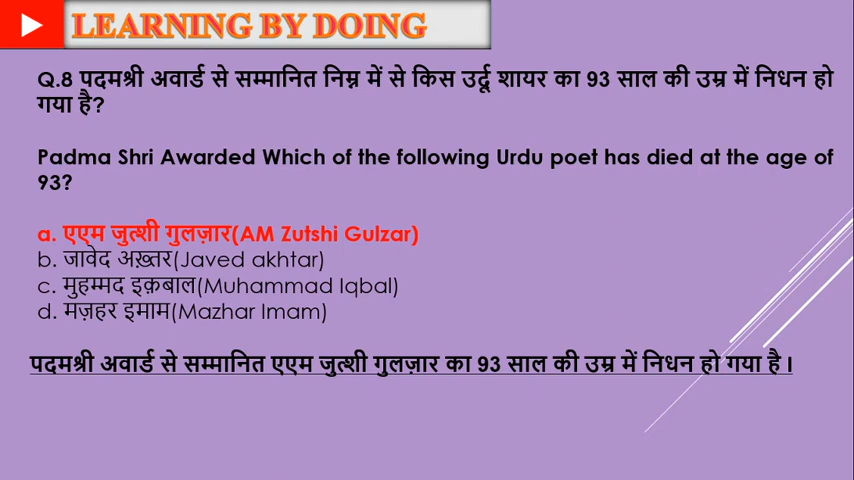 LEARNING BY DOING
Q.8 पदमश्री अवार्ड से सम्मानित निम्न में से किस उर्दू शायर का 93 साल की उम्र में निधन हो
गया है?
Padma Shri Awarded Which of the following Urdu poet has died at the age of
93?
a. एएम जुत्शी गुलज़ार(AM Zutshi Gulzar)
b. जावेद अख़्तर(Javed akhtar)
c. मुहम्मद इक़बाल(Muhammad Iqbal)
d. मज़हर इमाम(Mazhar Imam)
पदमश्री अवार्ड से सम्मानित एएम जुत्शी गुलज़ार का 93 साल की उम्र में निधन हो गया है।